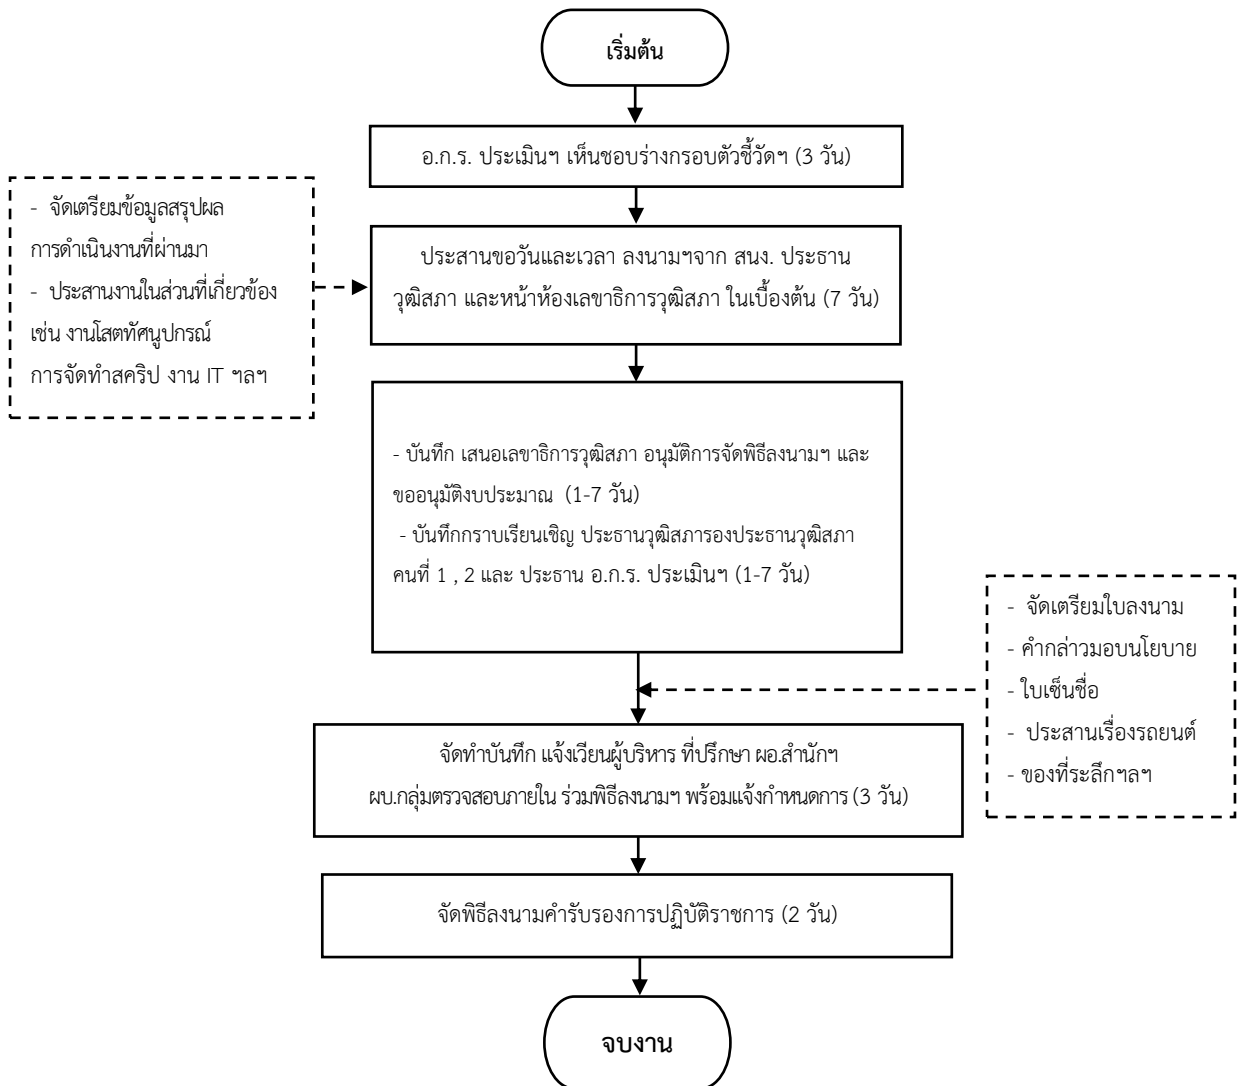 เริ่มต้น
อ.ก.ร. ประเมินฯ เห็นชอบร่างกรอบตัวชี้วัดฯ (3 วัน)
- จัดเตรียมข้อมูลสรุปผล
การดำเนินงานที่ผ่านมา
- ประสานงานในส่วนที่เกี่ยวข้อง
เช่น งานโสตทัศนูปกรณ์
การจัดทำสคริป งาน IT ฯลฯ
ประสานขอวันและเวลา ลงนามฯจาก สนง. ประธาน
วุฒิสภา และหน้าห้องเลขาธิการวุฒิสภา ในเบื้องต้น (7 วัน)
- บันทึก เสนอเลขาธิการวุฒิสภา อนุมัติการจัดพิธีลงนามฯ และ
ขออนุมัติงบประมาณ (1-7 วัน)
- บันทึกกราบเรียนเชิญ ประธานวุฒิสภารองประธานวุฒิสภา
คนที่ 1 , 2 และ ประธาน อ.ก.ร. ประเมินฯ (1-7 วัน)
- จัดเตรียมใบลงนาม
- คำกล่าวมอบนโยบาย
- ใบเซ็นชื่อ
- ประสานเรื่องรถยนต์
- ของที่ระลึกฯลฯ
จัดทำบันทึก แจ้งเวียนผู้บริหาร ที่ปรึกษา ผอ.สำนักฯ
ผบ.กลุ่มตรวจสอบภายใน ร่วมพิธีลงนามฯ พร้อมแจ้งกำหนดการ (3 วัน)
จัดพิธีลงนามคำรับรองการปฏิบัติราชการ (2 วัน)
จบงาน